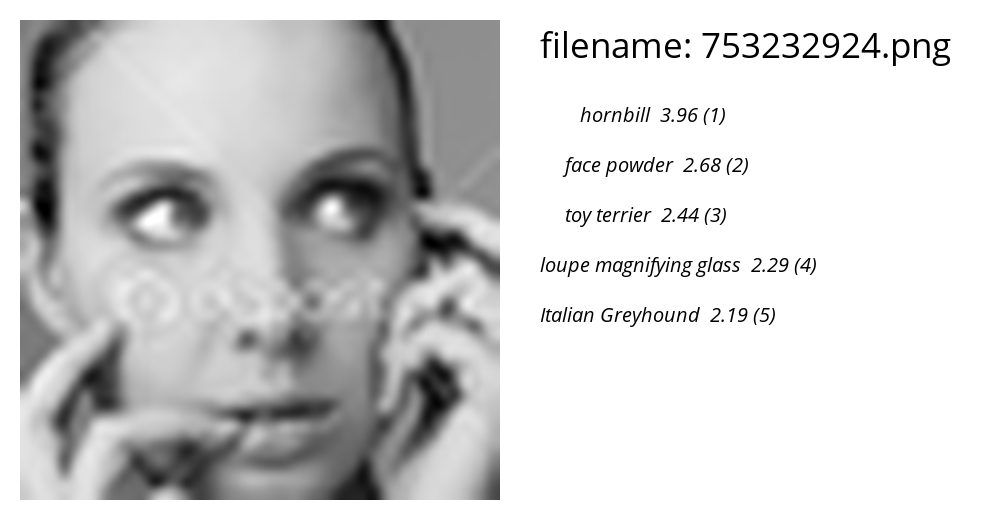 filename: 753232924.png
hornbill 3.96 (1)
face powder 2.68 (2)
toy terrier 2.44 (3)
loupe magnifying glass 2.29 (4)
Italian Greyhound 2.19 (5)